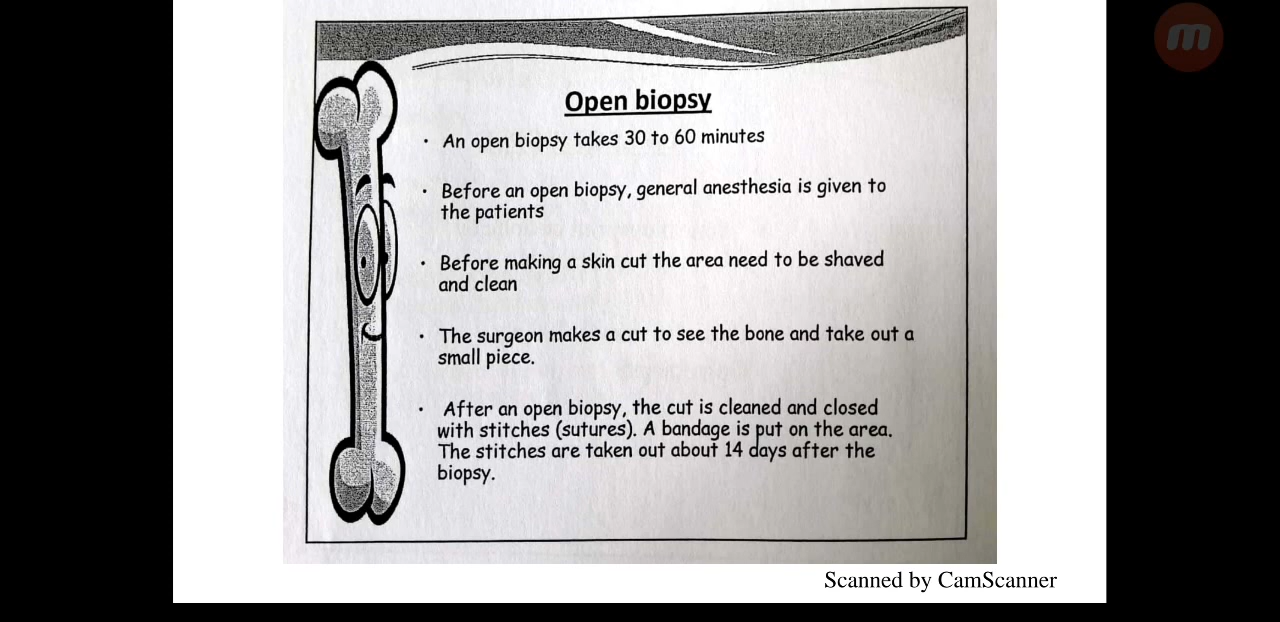 m
Open biopsy
· An open biopsy takes 30 to 60 minutes
· Before an open biopsy, general anesthesia is given to
the patients
· Before making a skin cut the area need to be shaved
and clean
· The surgeon makes a cut to see the bone and take out a
small piece.
· After an open biopsy, the cut is cleaned and closed
with stitches (sutures). A bandage is put on the area.
The stitches are taken out about 14 days after the
biopsy.
Scanned by CamScanner